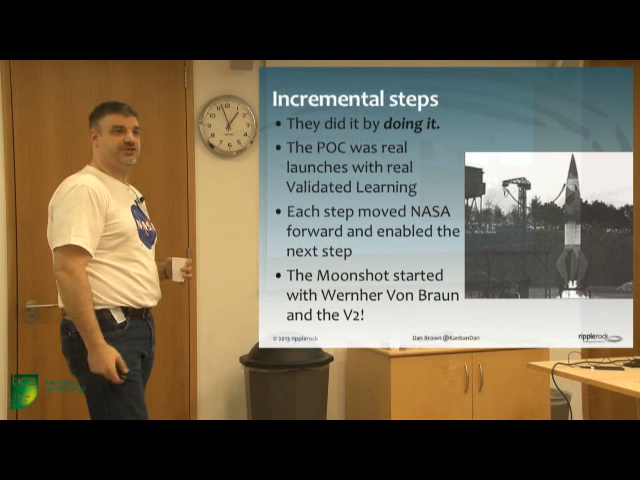 Incremental steps
• They did it by doing it.
• The POC was real
launches with real
Validated Learning
• Each step moved NASA
forward and enabled the
next step
• The Moonshot started
with Wernher Von Braun
and the V2!
© 2013 ripplerock
Dan Brown @KanbanDan
ripplerock
NASA